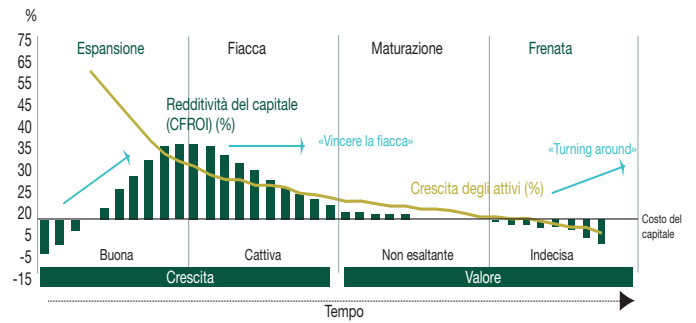 %
Espansione
Fiacca
Maturazione
Frenata
75
65
55
45
40
35
30
25
20
5
-5
-15
Redditività del capitale
(CFROI) (%)
«Vincere la fiacca»
«Turning around»
Crescita degli attivi (%)
Costo del
capitale
Buona
Cattiva
Non esaltante
Indecisa
Crescita
Valore
Tempo